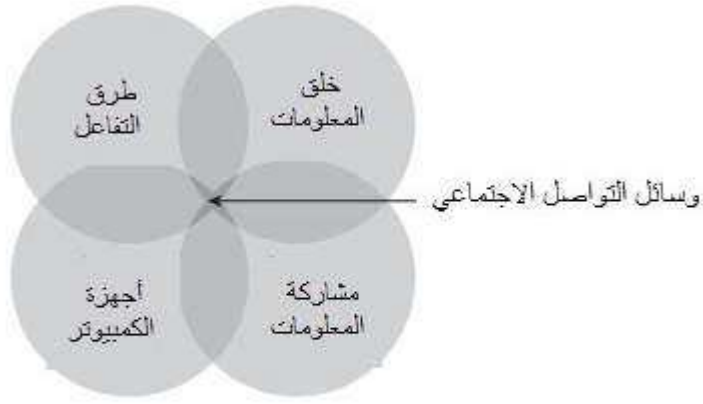 خلق
المعلومات
طرق
التفاعل
وسائل التواصل الاجتماعي
مشاركة
المعلومات
أجهزة
الكمبيوتر